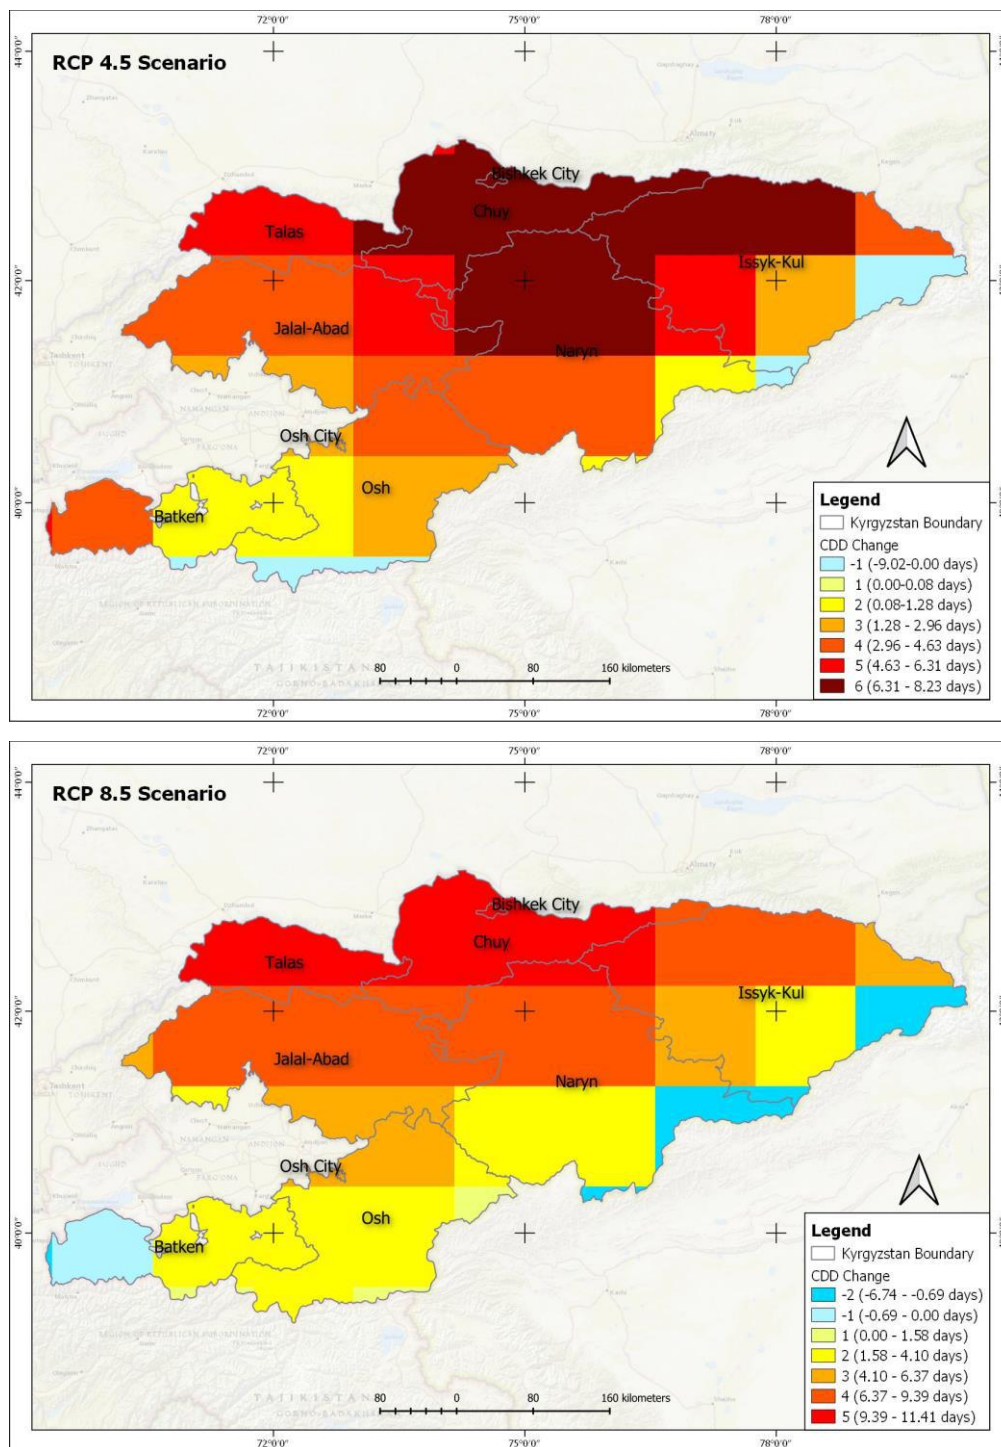 72°0'0" 75°0'0" 78°0'0"
44°0'0"
RCP 4.5 Scenario
Bishkek City
Chuy
Talas
Issyk-Kul
42°0'0"
Jalal-Abad
Naryn
Osh City
Osh
Batken
40°0'0"
TAJIKISTAN
GORNO-BADAKHSHAN
80 0 80 160 kilometers
Legend
Kyrgyzstan Boundary
CDD Change
-1 (-9.02-0.00 days)
1 (0.00-0.08 days)
2 (0.08-1.28 days)
3 (1.28 - 2.96 days)
4 (2.96 - 4.63 days)
5 (4.63 - 6.31 days)
6 (6.31 - 8.23 days)
72°0'0" 75°0'0" 78°0'0"
72°0'0" 75°0'0" 78°0'0"
44°0'0"
RCP 8.5 Scenario
Bishkek City
Chuy
Talas
Issyk-Kul
42°0'0"
Jalal-Abad
Naryn
Osh City
Osh
Batken
40°0'0"
TAJIKISTAN
GORNO-BADAKHSHAN
80 0 80 160 kilometers
Legend
Kyrgyzstan Boundary
CDD Change
-2 (-6.74 - -0.69 days)
-1 (-0.69 - 0.00 days)
1 (0.00 - 1.58 days)
2 (1.58 - 4.10 days)
3 (4.10 - 6.37 days)
4 (6.37 - 9.39 days)
5 (9.39 - 11.41 days)
72°0'0" 75°0'0" 78°0'0"